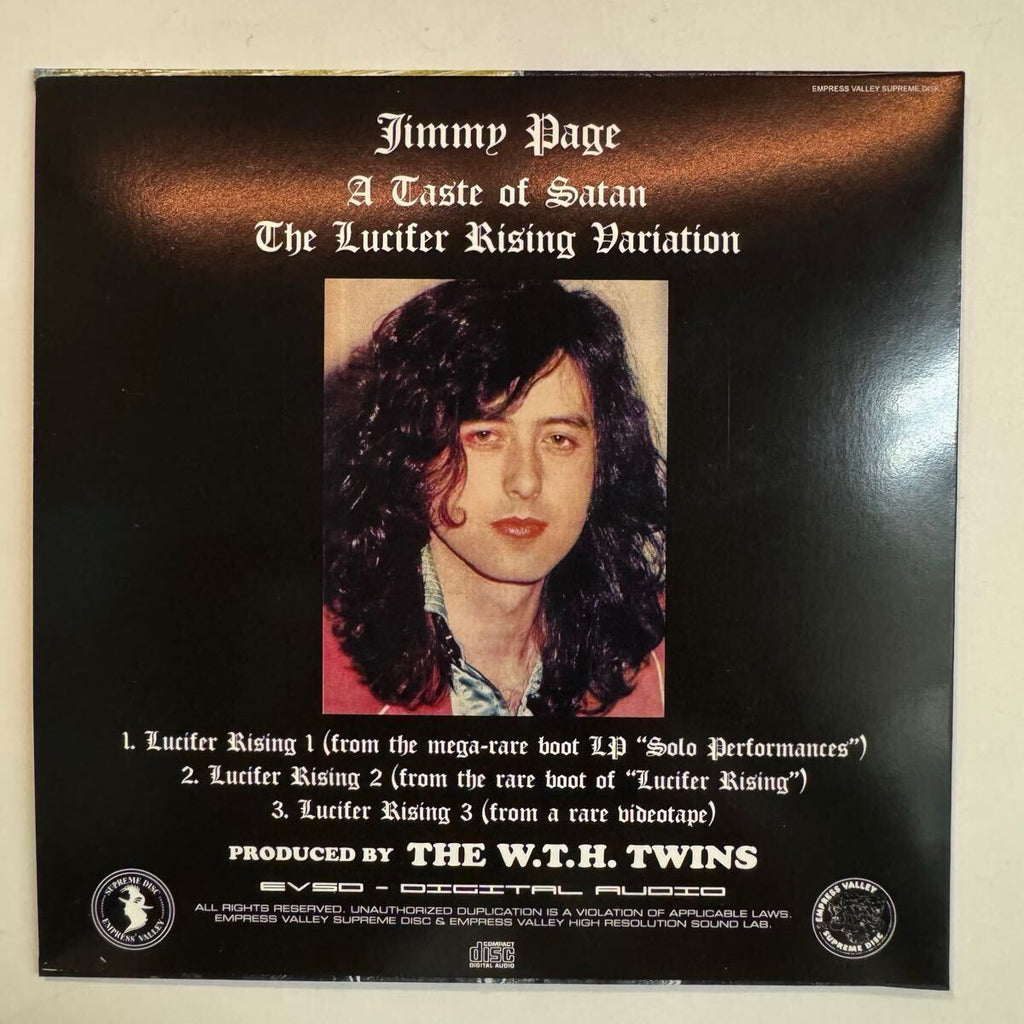 EMPRESS VALLEY SUPREME DISK
Jimmy Page
A Taste of Satan
The Lucifer Rising Variation
1. Lucifer Rising 1 (from the mega-rare boot LP “Solo Performances”)
2. Lucifer Rising 2 (from the rare boot of “Lucifer Rising”)
3. Lucifer Rising 3 (from a rare videotape)
PRODUCED BY THE W.T.H. TWINS
EVSD - DIGITAL AUDIO
ALL RIGHTS RESERVED. UNAUTHORIZED DUPLICATION IS A VIOLATION OF APPLICABLE LAWS.
EMPRESS VALLEY SUPREME DISC & EMPRESS VALLEY HIGH RESOLUTION SOUND LAB.
SUPREME DISC
EMPRESS VALLEY
EMPRESS VALLEY
SUPREME DISC
COMPACT
disc
DIGITAL AUDIO